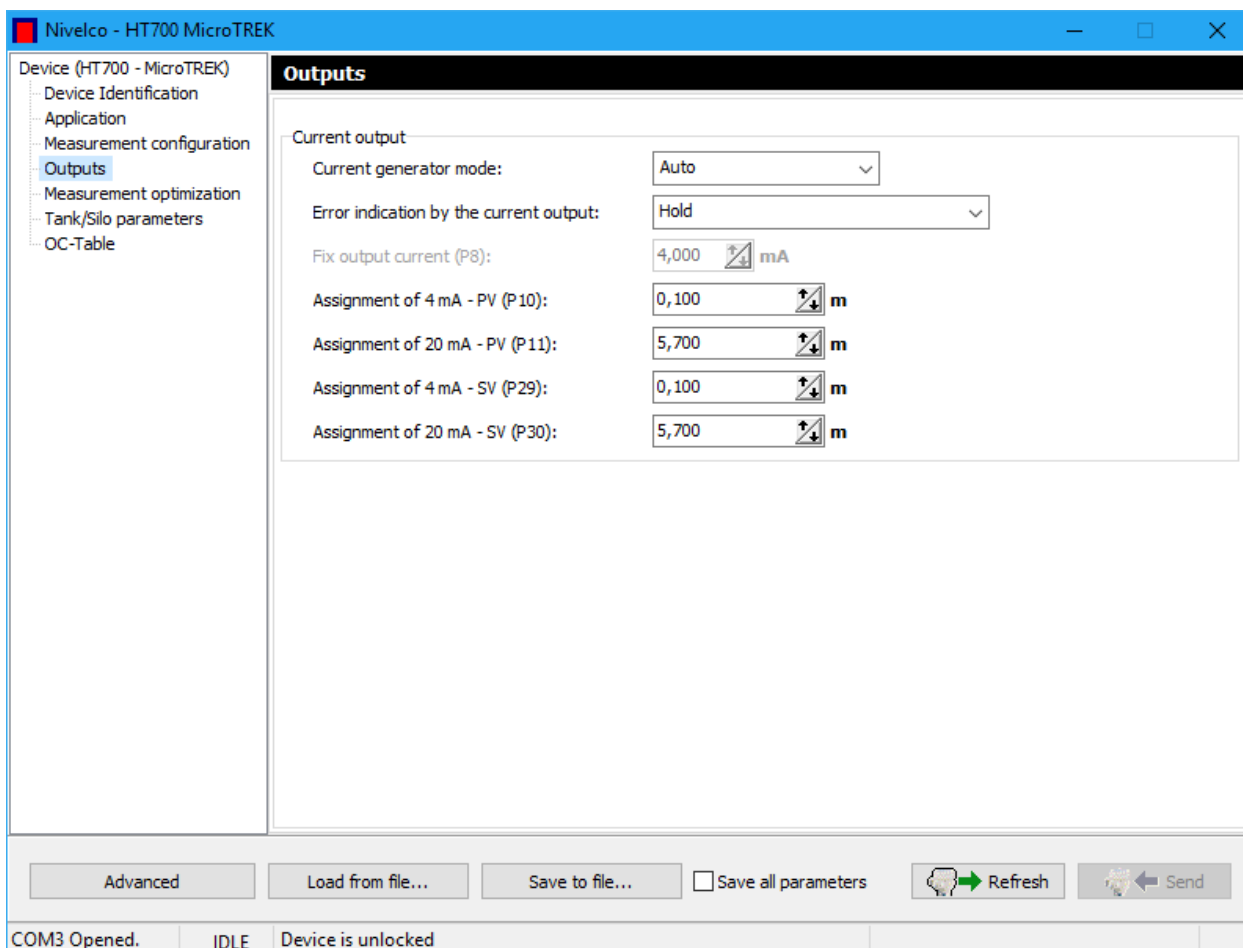 Nivelco - HT700 MicroTREK
Device (HT700 - MicroTREK)
Device Identification
Application
Measurement configuration
Outputs
Measurement optimization
Tank/Silo parameters
OC-Table
Outputs
Current output
Current generator mode: Auto
Error indication by the current output: Hold
Fix output current (P8): 4,000 mA
Assignment of 4 mA - PV (P10): 0,100 m
Assignment of 20 mA - PV (P11): 5,700 m
Assignment of 4 mA - SV (P29): 0,100 m
Assignment of 20 mA - SV (P30): 5,700 m
Advanced Load from file... Save to file... Save all parameters Refresh Send
COM3 Opened. IDLE Device is unlocked